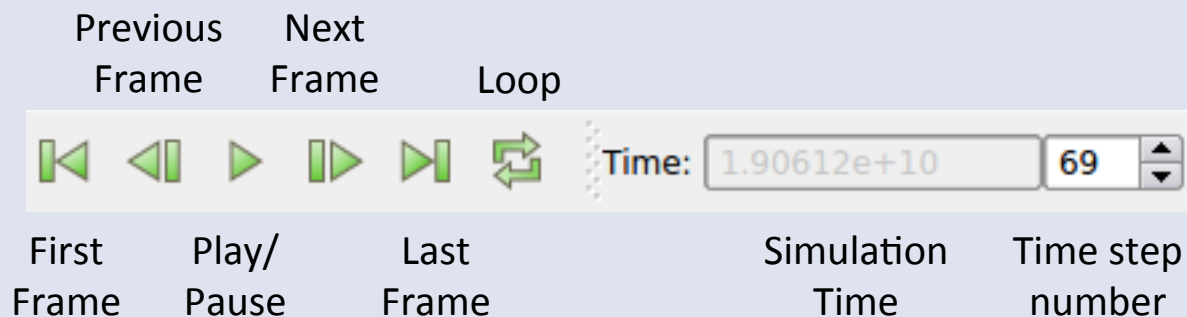 Previous Next
Frame Frame Loop
Time: 1.90612e+10 69
First Play/ Last Simulation Time step
Frame Pause Frame Time number